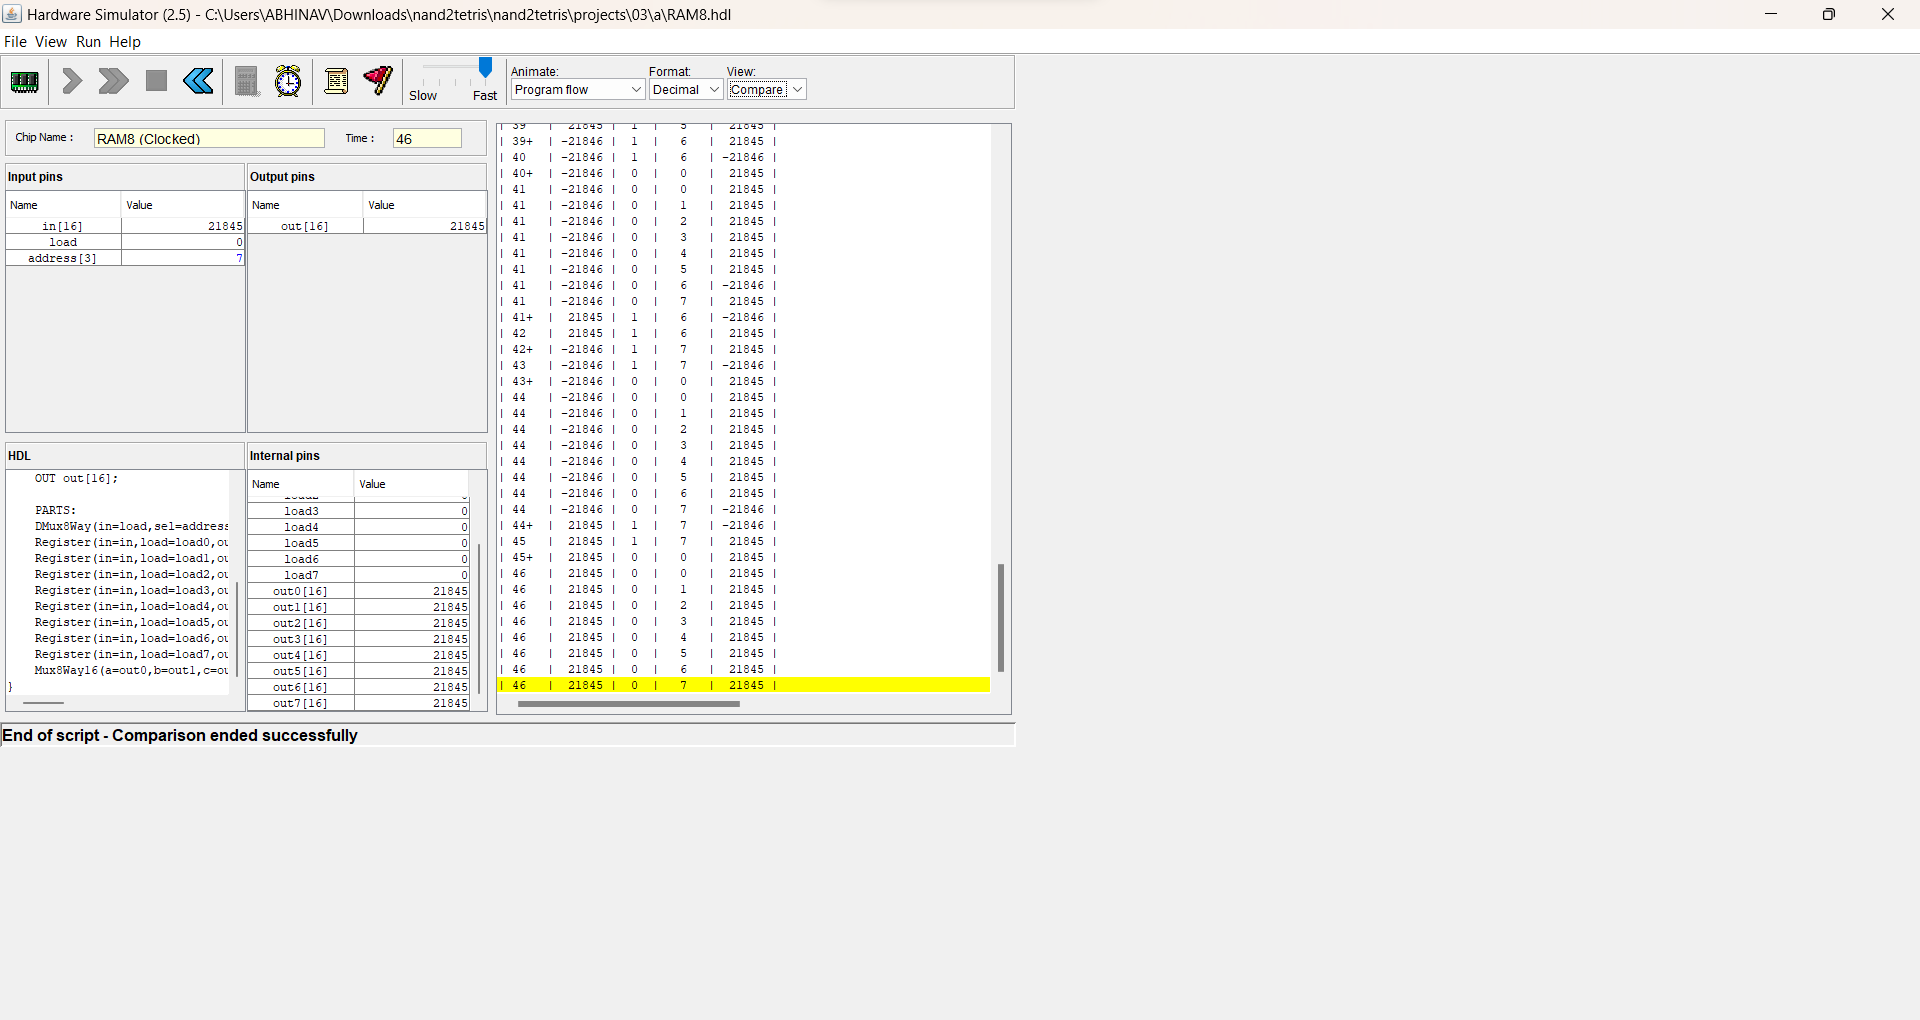 Hardware Simulator (2.5) - C:\Users\ABHINAV\Downloads\nand2tetris\nand2tetris\projects\03\a\RAM8.hdl
File View Run Help
Slow Fast
Animate: Format: View:
Program flow Decimal Compare
Chip Name : RAM8 (Clocked) Time : 46
Input pins
Name Value
in[16] 21845
load 0
address[3] 7
Output pins
Name Value
out[16] 21845
HDL
OUT out[16];
PARTS:
DMux8Way(in=load,sel=address
Register(in=in,load=load0,ou
Register(in=in,load=load1,ou
Register(in=in,load=load2,ou
Register(in=in,load=load3,ou
Register(in=in,load=load4,ou
Register(in=in,load=load5,ou
Register(in=in,load=load6,ou
Register(in=in,load=load7,ou
Mux8Way16(a=out0,b=out1,c=ou
}
Internal pins
Name Value
load3 0
load4 0
load5 0
load6 0
load7 0
out0[16] 21845
out1[16] 21845
out2[16] 21845
out3[16] 21845
out4[16] 21845
out5[16] 21845
out6[16] 21845
out7[16] 21845
| 39 | 21845 | 1 | 5 | 21845 |
| 39+ | -21846 | 1 | 6 | 21845 |
| 40 | -21846 | 1 | 6 | -21846 |
| 40+ | -21846 | 0 | 0 | 21845 |
| 41 | -21846 | 0 | 0 | 21845 |
| 41 | -21846 | 0 | 1 | 21845 |
| 41 | -21846 | 0 | 2 | 21845 |
| 41 | -21846 | 0 | 3 | 21845 |
| 41 | -21846 | 0 | 4 | 21845 |
| 41 | -21846 | 0 | 5 | 21845 |
| 41 | -21846 | 0 | 6 | -21846 |
| 41 | -21846 | 0 | 7 | 21845 |
| 41+ | 21845 | 1 | 6 | -21846 |
| 42 | 21845 | 1 | 6 | 21845 |
| 42+ | -21846 | 1 | 7 | 21845 |
| 43 | -21846 | 1 | 7 | -21846 |
| 43+ | -21846 | 0 | 0 | 21845 |
| 44 | -21846 | 0 | 0 | 21845 |
| 44 | -21846 | 0 | 1 | 21845 |
| 44 | -21846 | 0 | 2 | 21845 |
| 44 | -21846 | 0 | 3 | 21845 |
| 44 | -21846 | 0 | 4 | 21845 |
| 44 | -21846 | 0 | 5 | 21845 |
| 44 | -21846 | 0 | 6 | 21845 |
| 44 | -21846 | 0 | 7 | -21846 |
| 44+ | 21845 | 1 | 7 | -21846 |
| 45 | 21845 | 1 | 7 | 21845 |
| 45+ | 21845 | 0 | 0 | 21845 |
| 46 | 21845 | 0 | 0 | 21845 |
| 46 | 21845 | 0 | 1 | 21845 |
| 46 | 21845 | 0 | 2 | 21845 |
| 46 | 21845 | 0 | 3 | 21845 |
| 46 | 21845 | 0 | 4 | 21845 |
| 46 | 21845 | 0 | 5 | 21845 |
| 46 | 21845 | 0 | 6 | 21845 |
| 46 | 21845 | 0 | 7 | 21845 |
End of script - Comparison ended successfully